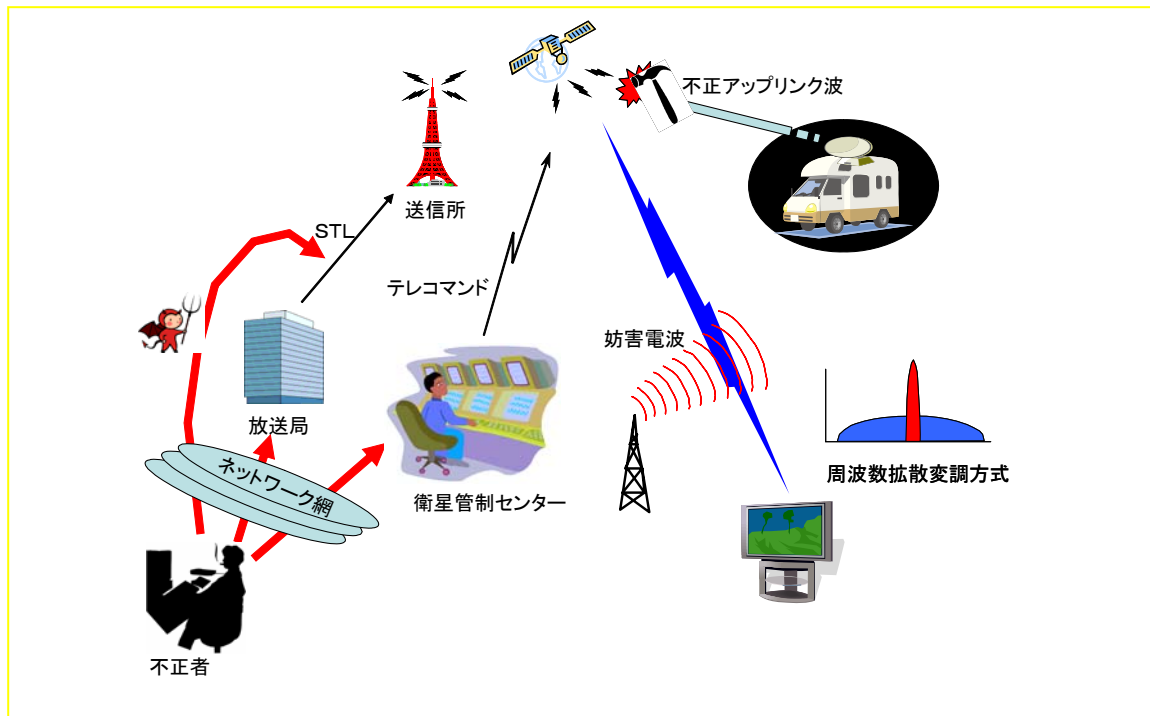 不正アップリンク波
送信所
STL
テレコマンド
妨害電波
放送局
ネットワーク網
衛星管制センター
周波数拡散変調方式
不正者